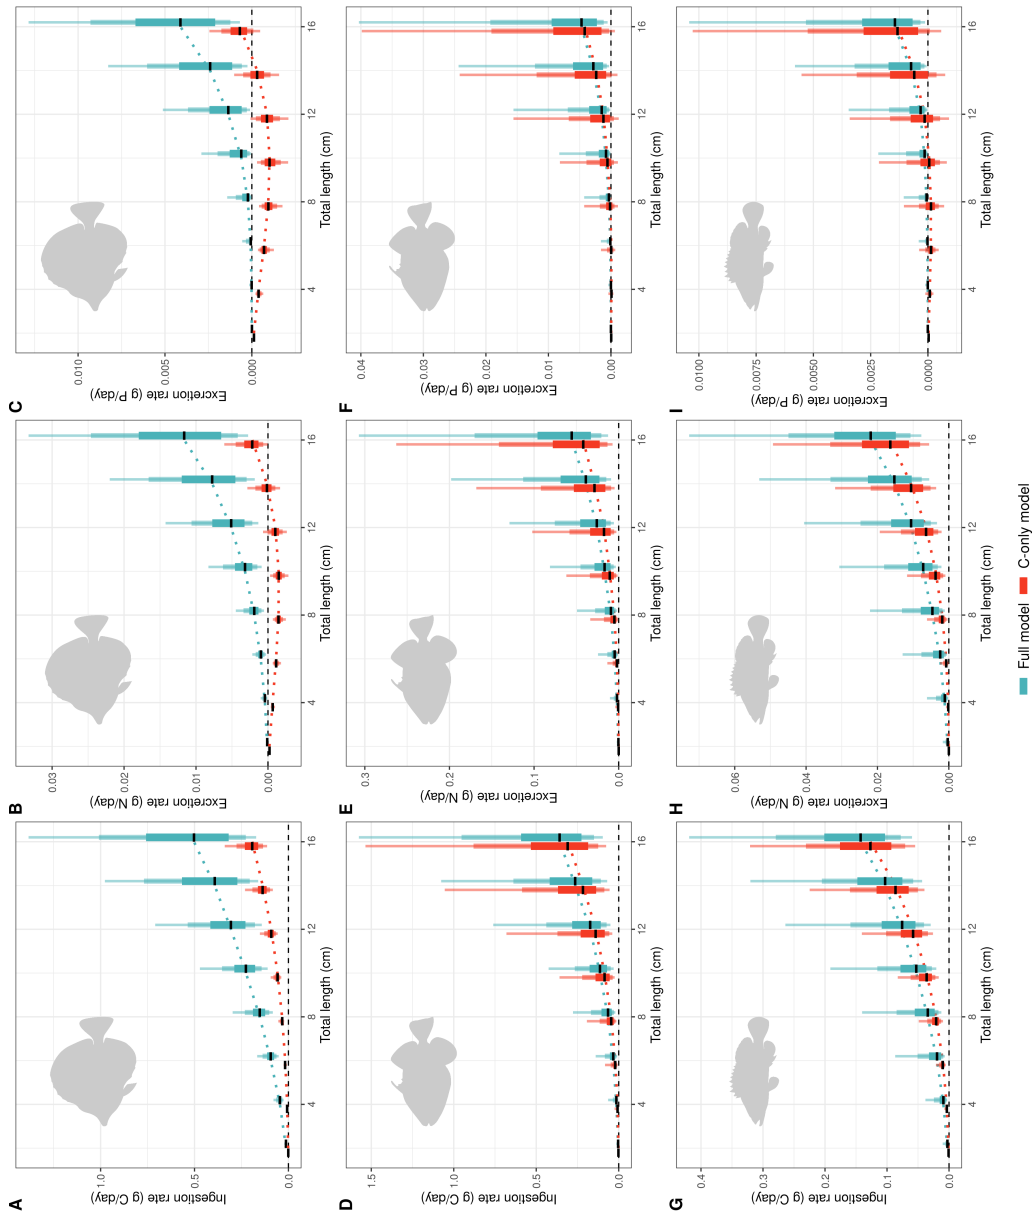 A
Ingestion rate (g C/day)
1.0
0.5
0.0
4 8 12 16
Total length (cm)
B
Excretion rate (g N/day)
0.03
0.02
0.01
0.00
4 8 12 16
Total length (cm)
C
Excretion rate (g P/day)
0.010
0.005
0.000
4 8 12 16
Total length (cm)
D
Ingestion rate (g C/day)
1.5
1.0
0.5
0.0
4 8 12 16
Total length (cm)
E
Excretion rate (g N/day)
0.3
0.2
0.1
0.0
4 8 12 16
Total length (cm)
F
Excretion rate (g P/day)
0.04
0.03
0.02
0.01
0.00
4 8 12 16
Total length (cm)
G
Ingestion rate (g C/day)
0.4
0.3
0.2
0.1
0.0
4 8 12 16
Total length (cm)
H
Excretion rate (g N/day)
0.06
0.04
0.02
0.00
4 8 12 16
Total length (cm)
I
Excretion rate (g P/day)
0.0100
0.0075
0.0050
0.0025
0.0000
4 8 12 16
Total length (cm)
Full model C-only model